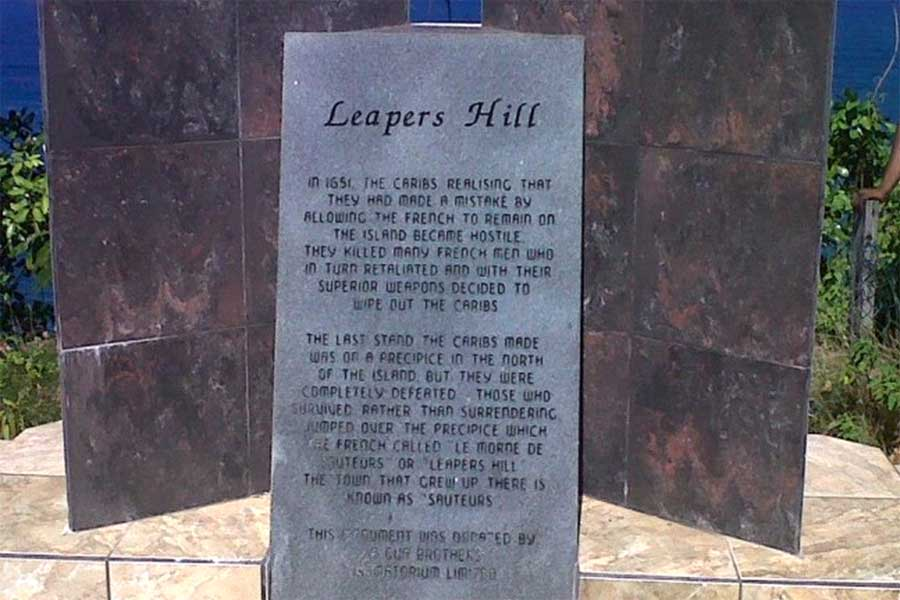 Leapers Hill
IN 1651, THE CARIBS REALISING THAT
THEY HAD MADE A MISTAKE BY
ALLOWING THE FRENCH TO REMAIN ON
THE ISLAND BECAME HOSTILE.
THEY KILLED MANY FRENCH MEN WHO
IN TURN RETALIATED AND WITH THEIR
SUPERIOR WEAPONS DECIDED TO
WIPE OUT THE CARIBS
THE LAST STAND THE CARIBS MADE
WAS ON A PRECIPICE IN THE NORTH
OF THE ISLAND, BUT THEY WERE
COMPLETELY DEFEATED. THOSE WHO
SURVIVED, RATHER THAN SURRENDERING
JUMPED OVER THE PRECIPICE WHICH
THE FRENCH CALLED "LE MORNE DE
SAUTEURS" OR "LEAPERS HILL"
THE TOWN THAT GREW UP THERE IS
KNOWN AS "SAUTEURS"
THIS MONUMENT WAS DONATED BY
GUY BROTHERS
LIMITED